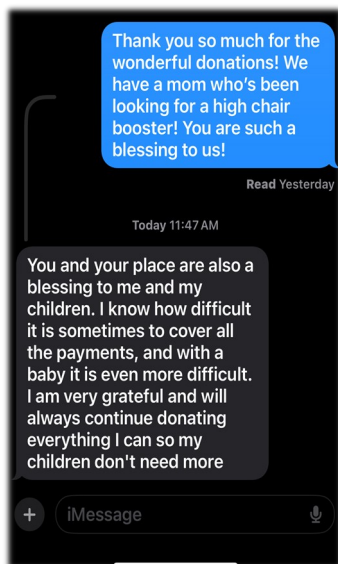 Thank you so much for the
wonderful donations! We
have a mom who's been
looking for a high chair
booster! You are such a
blessing to us!
Read Yesterday
Today 11:47 AM
You and your place are also a
blessing to me and my
children. I know how difficult
it is sometimes to cover all
the payments, and with a
baby it is even more difficult.
I am very grateful and will
always continue donating
everything I can so my
children don't need more
iMessage